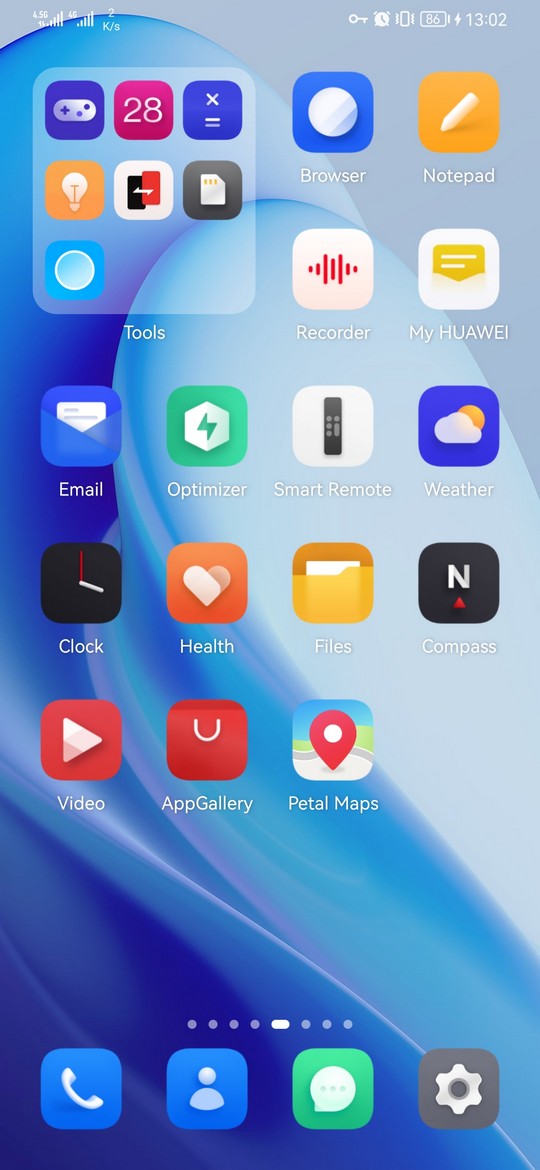 4.5G 4G 2 K/s 86 13:02
28
Browser Notepad
Tools Recorder My HUAWEI
Email Optimizer Smart Remote Weather
N
Clock Health Files Compass
Video AppGallery Petal Maps